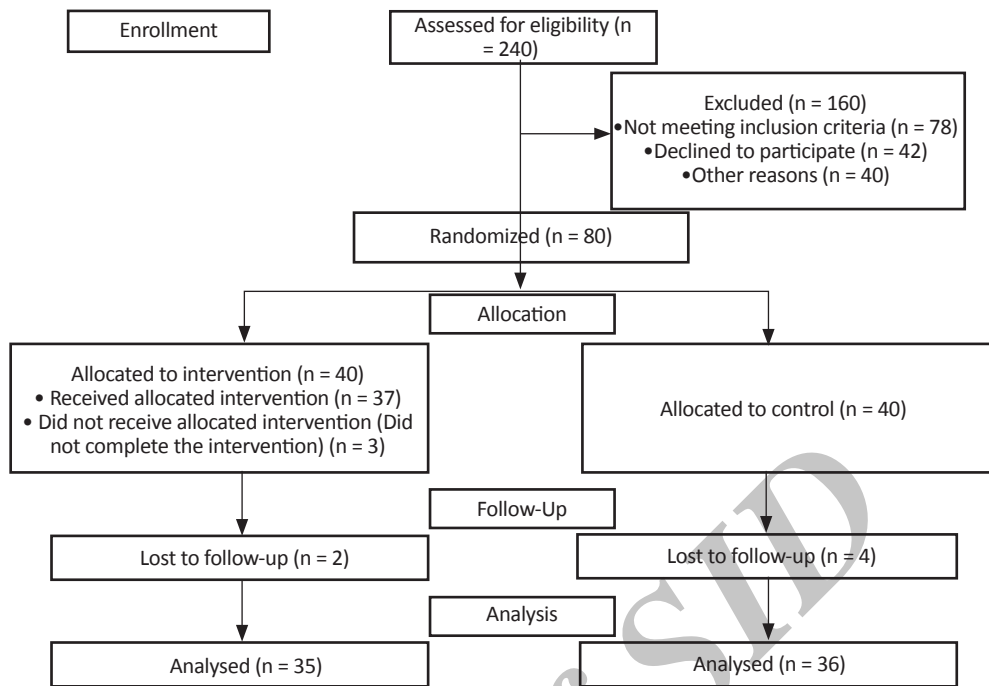 Enrollment
Assessed for eligibility (n
= 240)
Excluded (n = 160)
•Not meeting inclusion criteria (n = 78)
•Declined to participate (n = 42)
•Other reasons (n = 40)
Randomized (n = 80)
Allocation
Allocated to intervention (n = 40)
• Received allocated intervention (n = 37)
• Did not receive allocated intervention (Did
not complete the intervention) (n = 3)
Allocated to control (n = 40)
Follow-Up
Lost to follow-up (n = 2)
Lost to follow-up (n = 4)
Analysis
Analysed (n = 35)
Analysed (n = 36)
SID